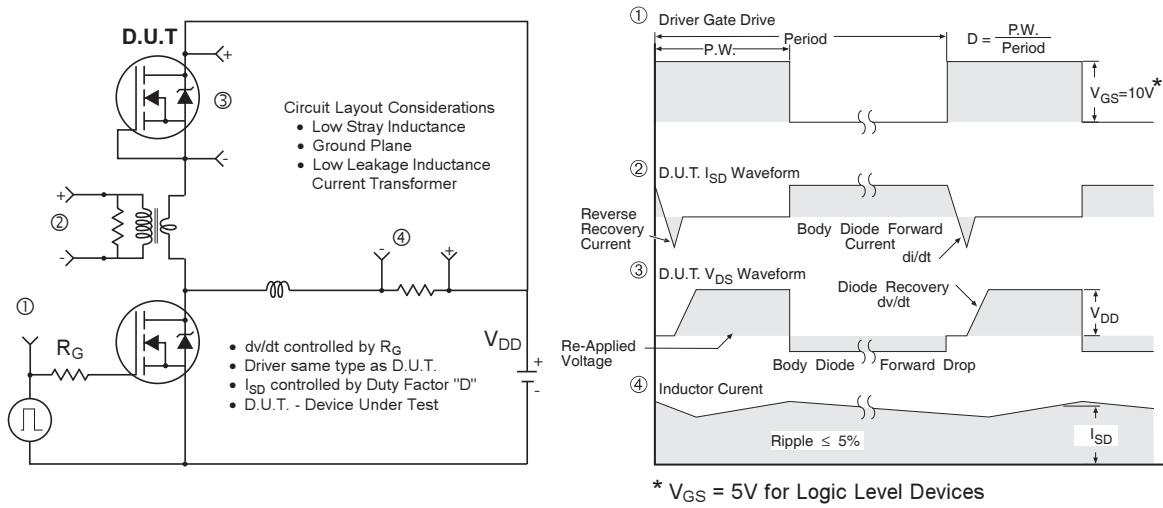 D.U.T
+
-
③
Circuit Layout Considerations
• Low Stray Inductance
• Ground Plane
• Low Leakage Inductance
Current Transformer
+
②
-
④
-
+
①
R_G
V_DD
+
-
• dv/dt controlled by R_G
• Driver same type as D.U.T.
• I_SD controlled by Duty Factor "D"
• D.U.T. - Device Under Test
① Driver Gate Drive
P.W.
Period
D = P.W. / Period
V_GS=10V *
② D.U.T. I_SD Waveform
Reverse
Recovery
Current
Body Diode Forward
Current
di/dt
③ D.U.T. V_DS Waveform
Diode Recovery
dv/dt
V_DD
Re-Applied
Voltage
Body Diode Forward Drop
④ Inductor Curent
Ripple ≤ 5%
I_SD
* V_GS = 5V for Logic Level Devices